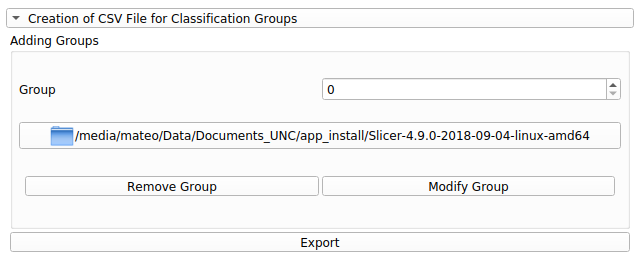 Creation of CSV File for Classification Groups
Adding Groups
Group
0
/media/mateo/Data/Documents_UNC/app_install/Slicer-4.9.0-2018-09-04-linux-amd64
Remove Group
Modify Group
Export